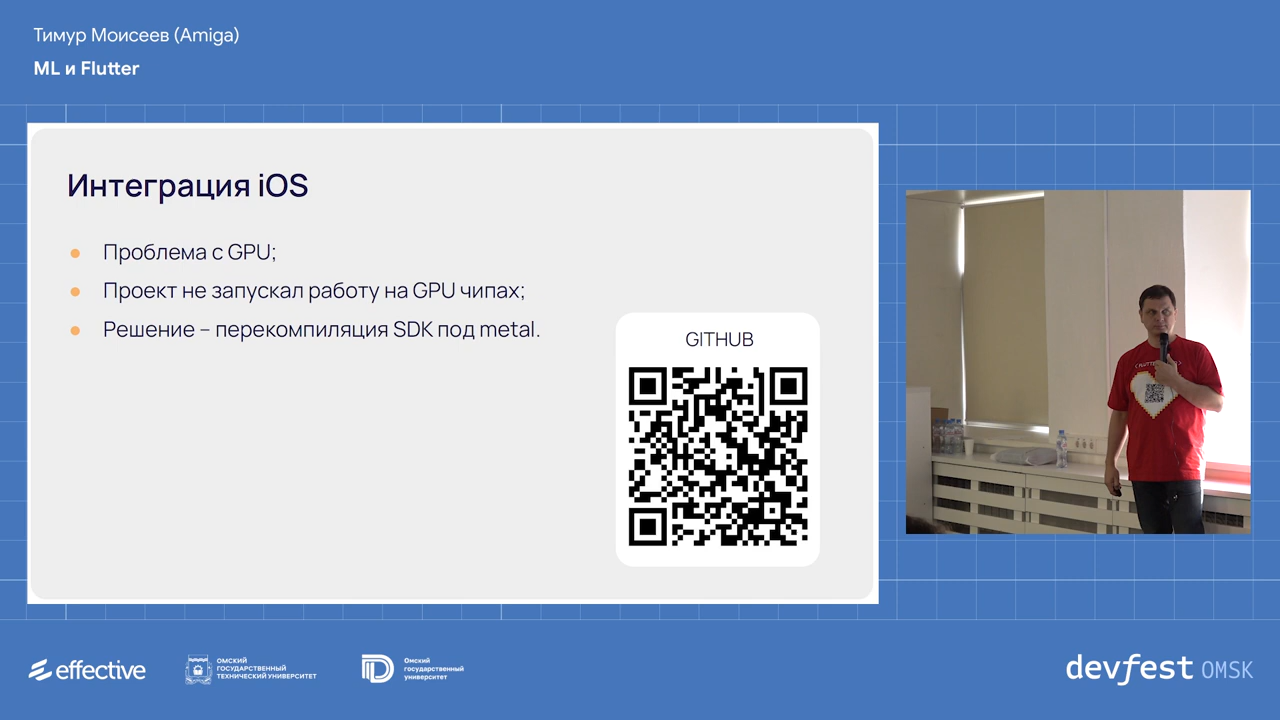 Тимур Моисеев (Amiga)
ML и Flutter
Интеграция iOS
Проблема с GPU;
Проект не запускал работу на GPU чипах;
Решение – перекомпиляция SDK под metal.
GITHUB
effective
ОМСКИЙ
ГОСУДАРСТВЕННЫЙ
ТЕХНИЧЕСКИЙ УНИВЕРСИТЕТ
Омский
государственный
университет
devfest OMSK